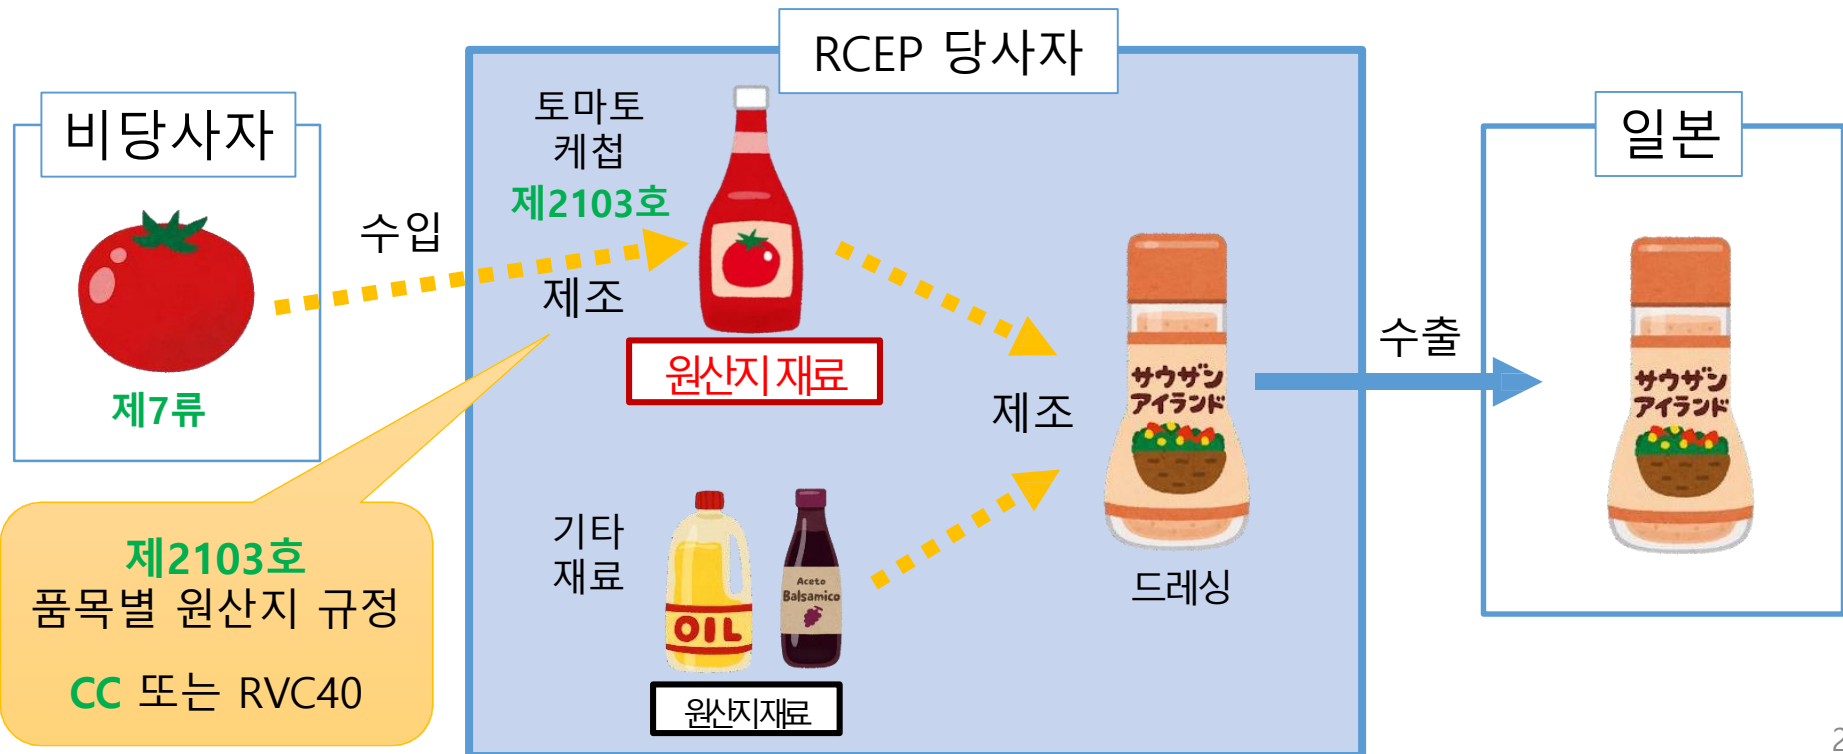 RCEP 당사자
비당사자
일본
토마토
케첩
제2103호
수입
제조
제7류
원산지 재료
제조
수출
サウザン
アイランド
サウザン
アイランド
기타
재료
OIL
Aceto
Balsamico
원산지재료
드레싱
제2103호
품목별 원산지 규정
CC 또는 RVC40
2